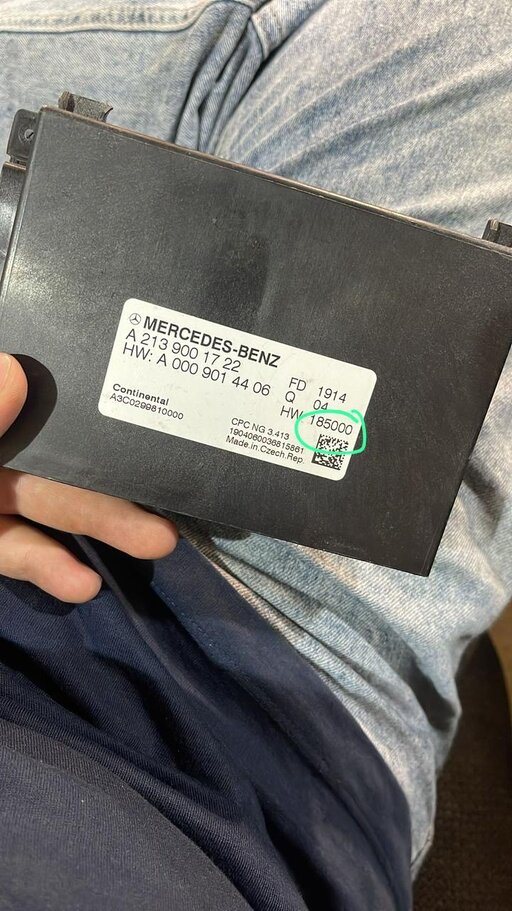 MERCEDES-BENZ
A 213 900 17 22
HW: A 000 901 44 06
FD 1914
Q 04
HW 185000
Continental
A3C0299810000
CPC NG 3.413
1904060036815861
Made.in.Czech.Rep.